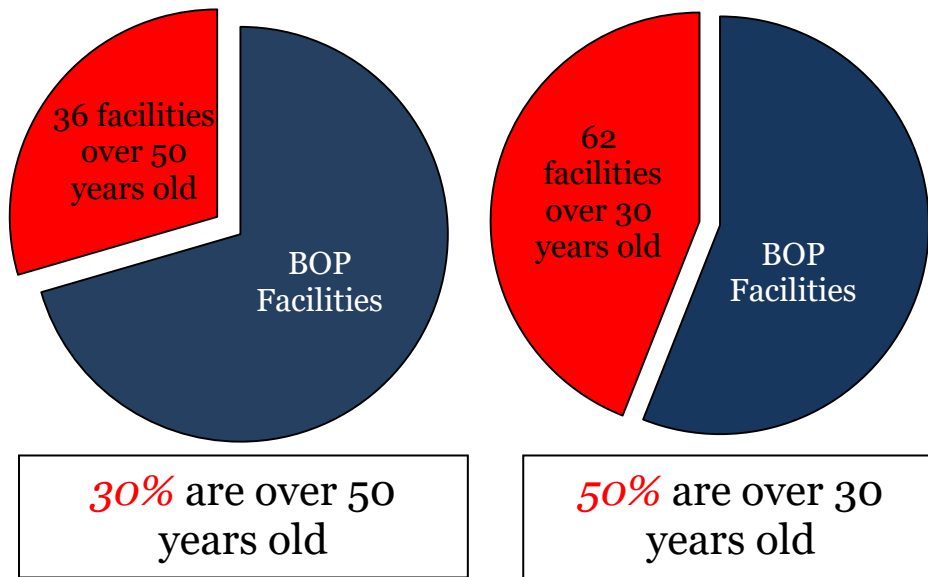 36 facilities
over 50
years old
BOP
Facilities
62
facilities
over 30
years old
BOP
Facilities
30% are over 50
years old
50% are over 30
years old